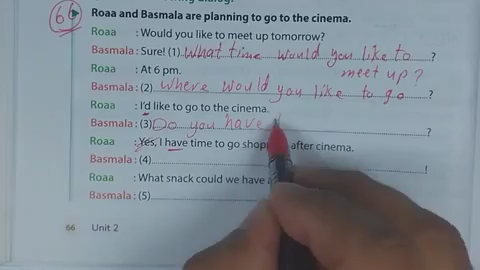 66
Roaa and Basmala are planning to go to the cinema.
Roaa : Would you like to meet up tomorrow?
Basmala: Sure! (1) What time would you like to ?
meet up?
Roaa : At 6 pm.
Basmala: (2) Where would you like to go ?
Roaa : I'd like to go to the cinema.
Basmala: (3) Do you have ?
Roaa : Yes, I have time to go after cinema.
Basmala: (4) !
Roaa : What snack could we have
Basmala: (5)
66 Unit 2